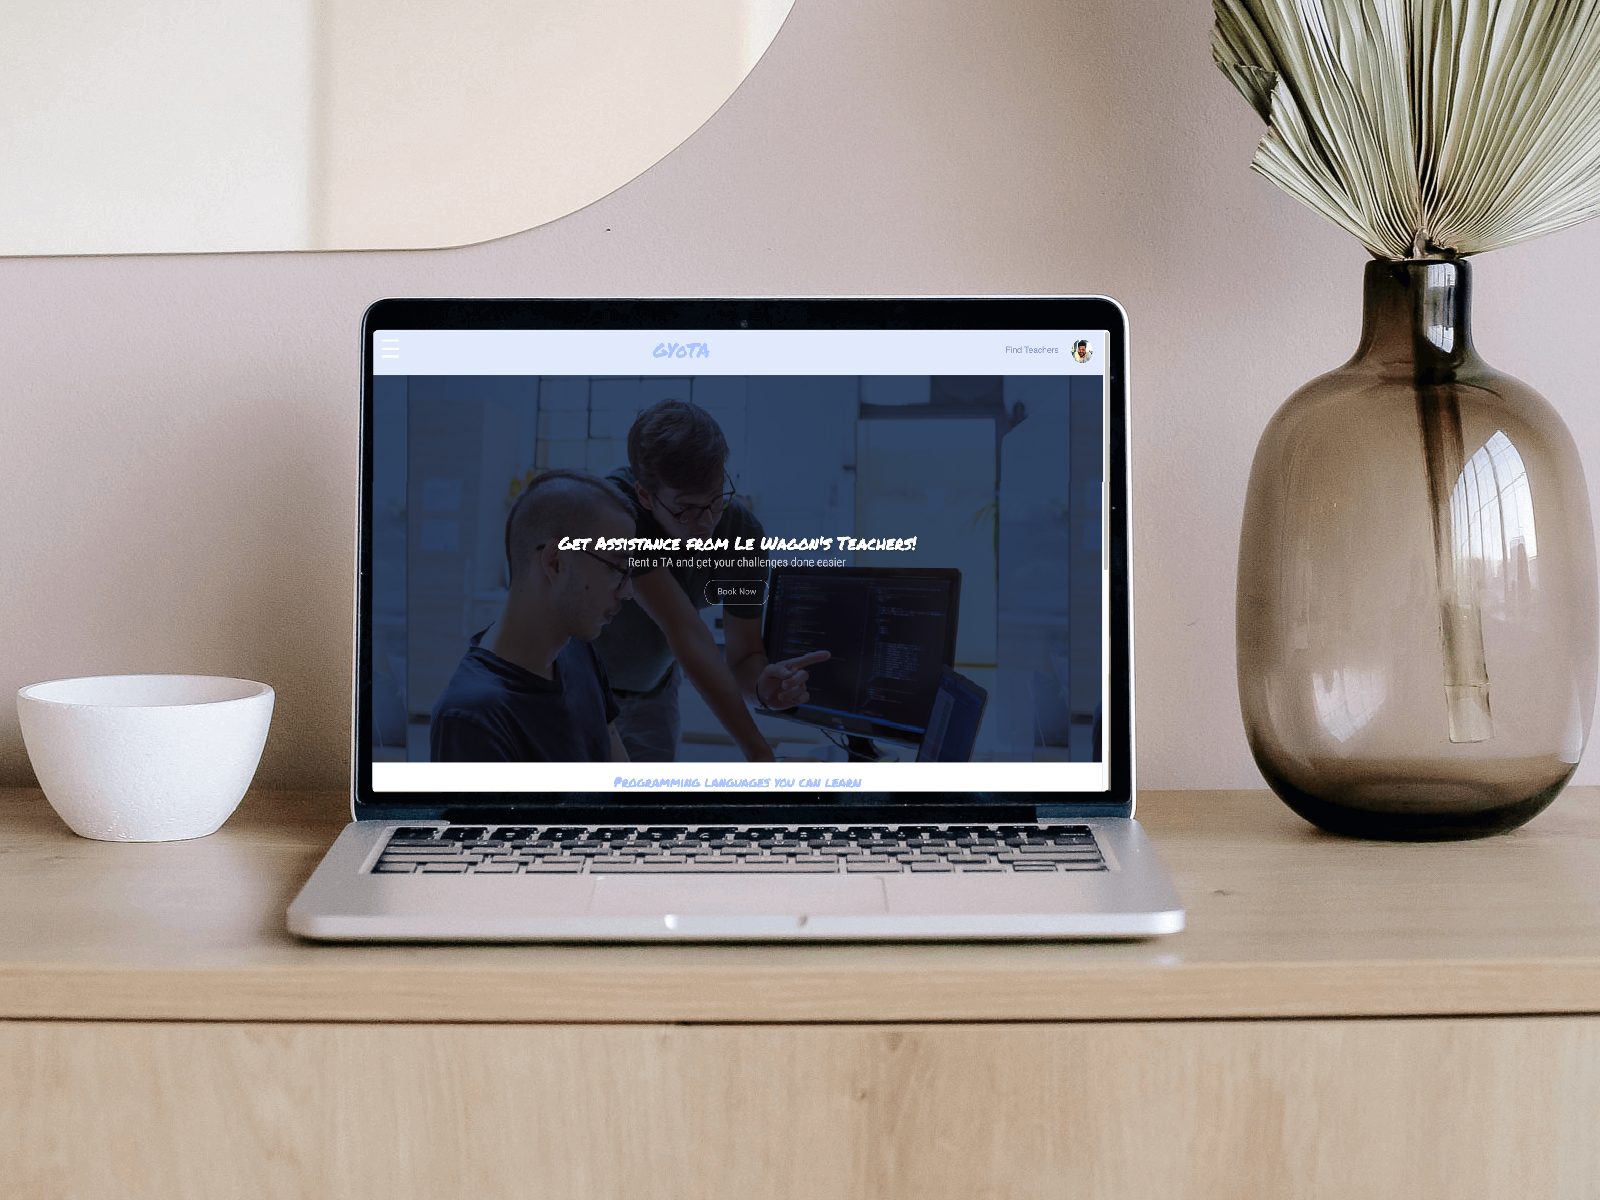 GYoTA
Find Teachers
Get Assistance from Le Wagon's Teachers!
Rent a TA and get your challenges done easier
Book Now
Programming languages you can learn